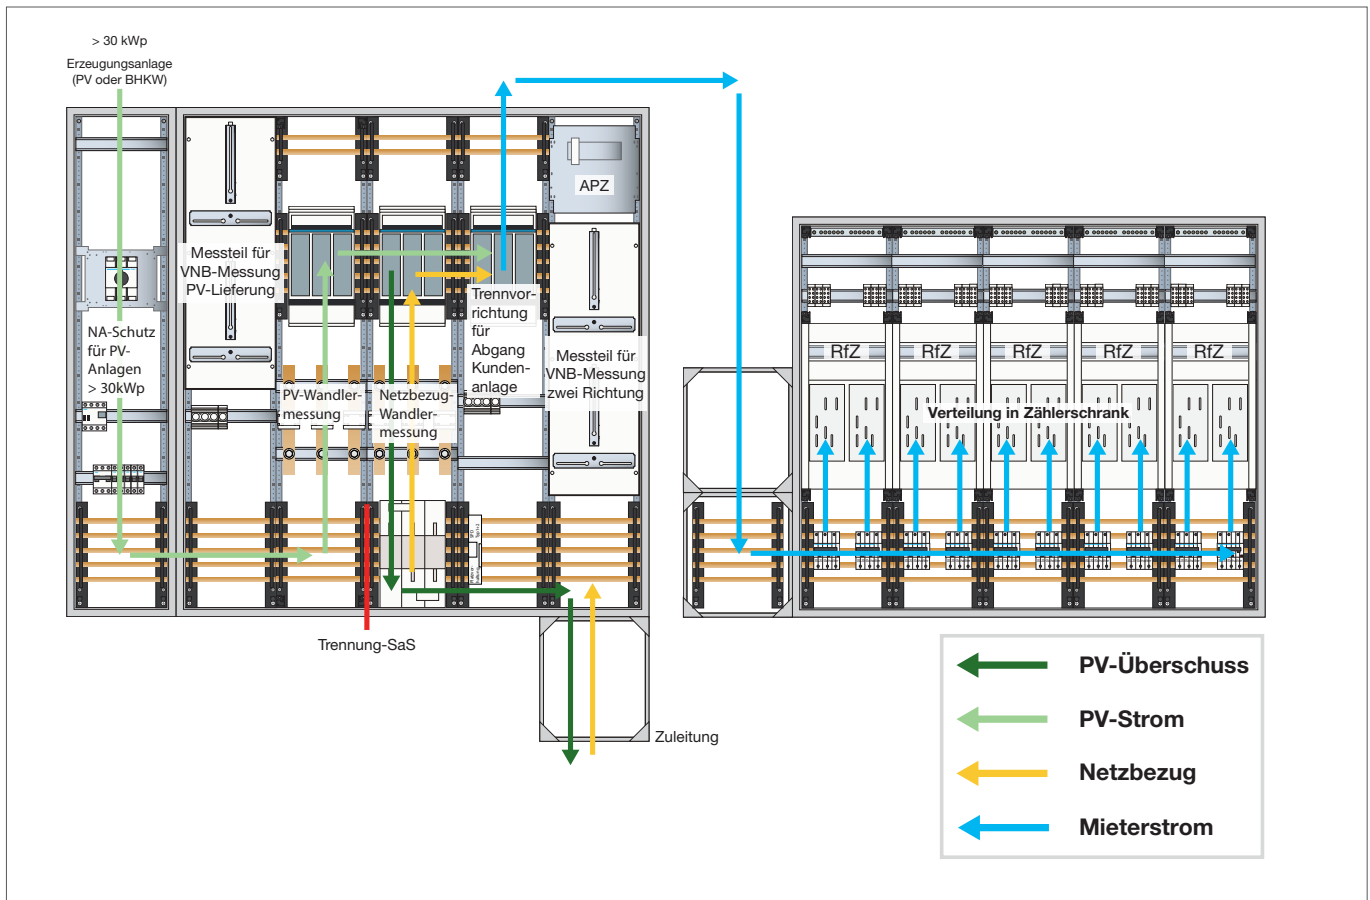 > 30 kWp
Erzeugungsanlage
(PV oder BHKW)
APZ
Messteil für
VNB-Messung
PV-Lieferung
NA-Schutz
für PV-
Anlagen
> 30kWp
PV-Wandler-
messung
Netzbezug-
Wandler-
messung
Trennvor-
richtung
für
Abgang
Kunden-
anlage
Messteil für
VNB-Messung
zwei Richtung
Trennung-SaS
Zuleitung
RfZ
RfZ
RfZ
RfZ
RfZ
Verteilung in Zählerschrank
PV-Überschuss
PV-Strom
Netzbezug
Mieterstrom